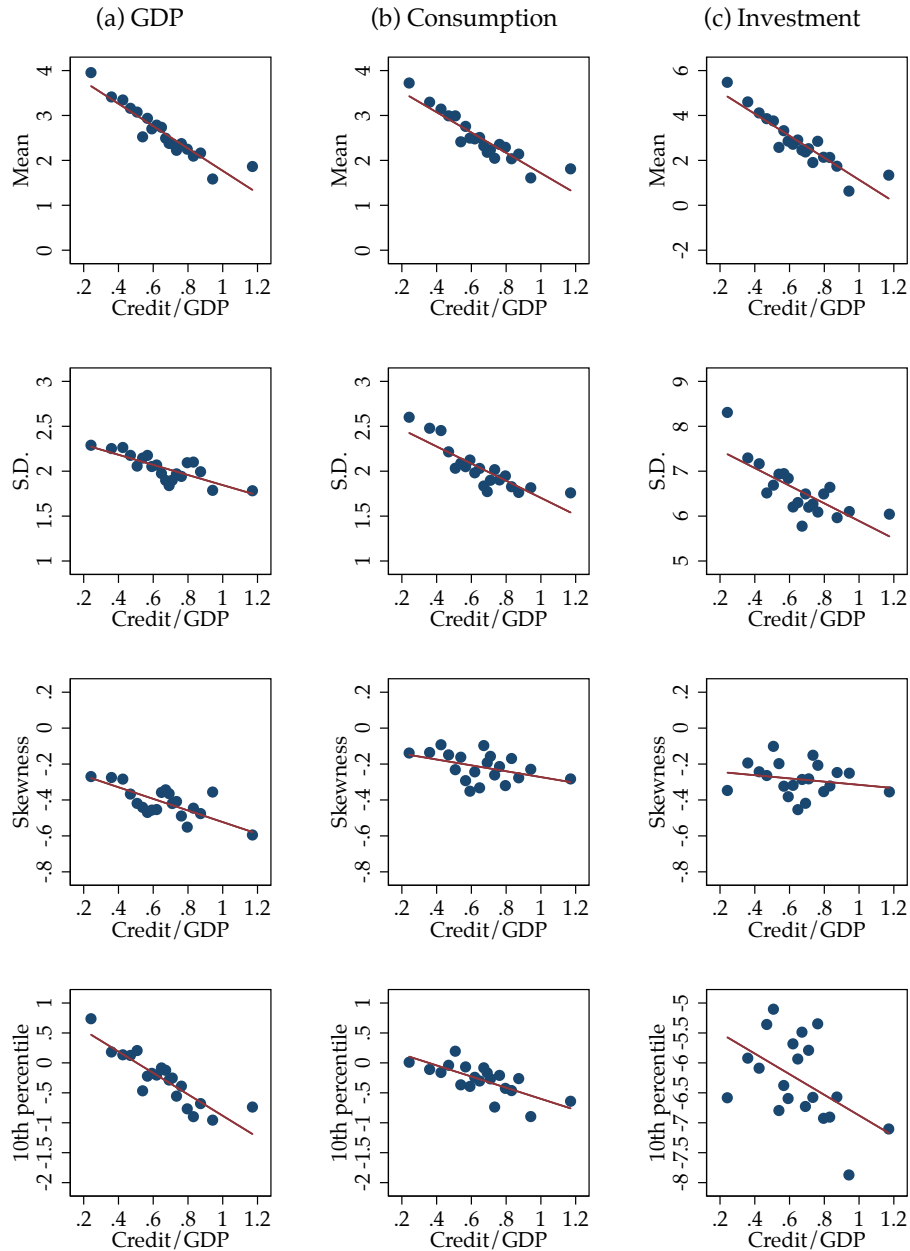 (a) GDP
(b) Consumption
(c) Investment
Mean
4
3
2
1
0
.2 .4 .6 .8 1 1.2
Credit/GDP
Mean
4
3
2
1
0
.2 .4 .6 .8 1 1.2
Credit/GDP
Mean
6
4
2
0
-2
.2 .4 .6 .8 1 1.2
Credit/GDP
S.D.
3
2.5
2
1.5
1
.2 .4 .6 .8 1 1.2
Credit/GDP
S.D.
3
2.5
2
1.5
1
.2 .4 .6 .8 1 1.2
Credit/GDP
S.D.
9
8
7
6
5
.2 .4 .6 .8 1 1.2
Credit/GDP
Skewness
.2
0
-.2
-.4
-.6
-.8
.2 .4 .6 .8 1 1.2
Credit/GDP
Skewness
.2
0
-.2
-.4
-.6
-.8
.2 .4 .6 .8 1 1.2
Credit/GDP
Skewness
.2
0
-.2
-.4
-.6
-.8
.2 .4 .6 .8 1 1.2
Credit/GDP
10th percentile
1
.5
0
-.5
-1
-1.5
-2
.2 .4 .6 .8 1 1.2
Credit/GDP
10th percentile
1
.5
0
-.5
-1
-1.5
-2
.2 .4 .6 .8 1 1.2
Credit/GDP
10th percentile
-5
-5.5
-6
-6.5
-7
-7.5
-8
.2 .4 .6 .8 1 1.2
Credit/GDP